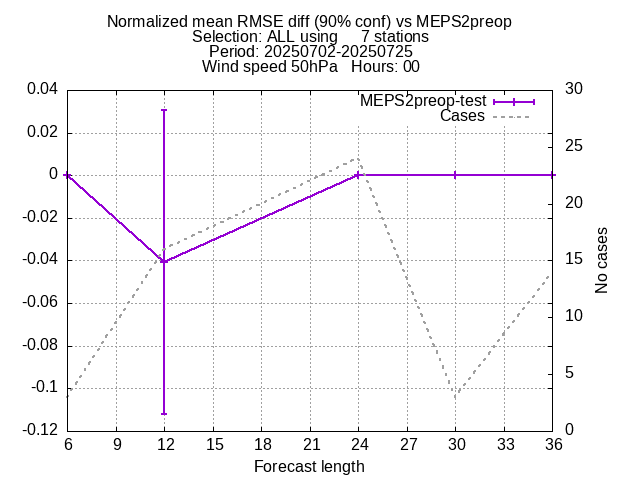 Normalized mean RMSE diff (90% conf) vs MEPS2preop
Selection: ALL using 7 stations
Period: 20250702-20250725
Wind speed 50hPa Hours: 00
MEPS2preop-test
Cases
0.04
0.02
0
-0.02
-0.04
-0.06
-0.08
-0.1
-0.12
30
25
20
15
10
5
0
No cases
6 9 12 15 18 21 24 27 30 33 36
Forecast length